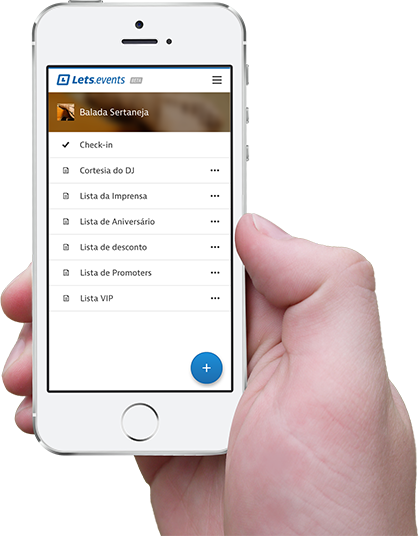 Lets.events BETA
Balada Sertaneja
Check-in
Cortesia do DJ
Lista da Imprensa
Lista de Aniversário
Lista de desconto
Lista de Promoters
Lista VIP